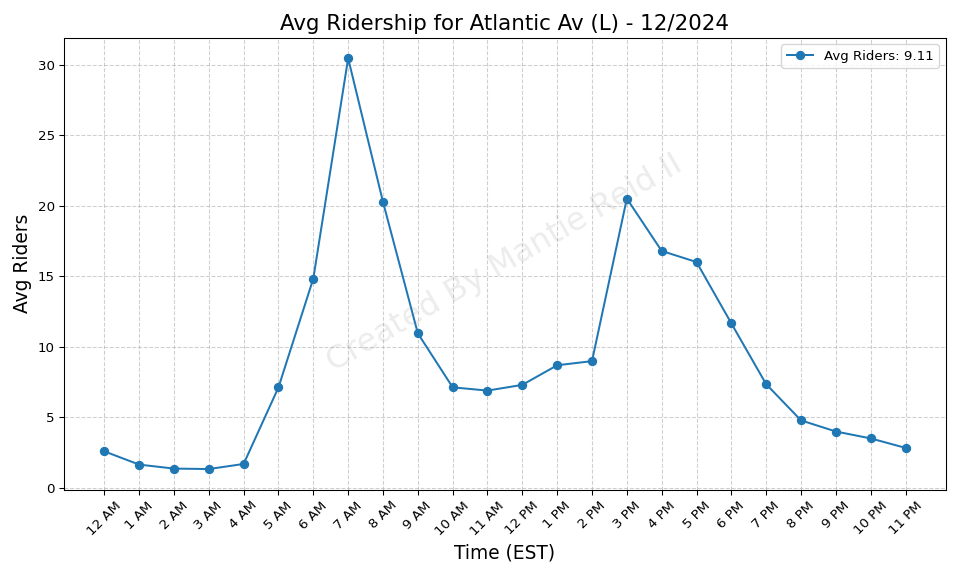 Avg Ridership for Atlantic Av (L) - 12/2024
Avg Riders: 9.11
30
25
20
15
10
5
0
Avg Riders
Created By Mantle Reid II
12 AM
1 AM
2 AM
3 AM
4 AM
5 AM
6 AM
7 AM
8 AM
9 AM
10 AM
11 AM
12 PM
1 PM
2 PM
3 PM
4 PM
5 PM
6 PM
7 PM
8 PM
9 PM
10 PM
11 PM
Time (EST)